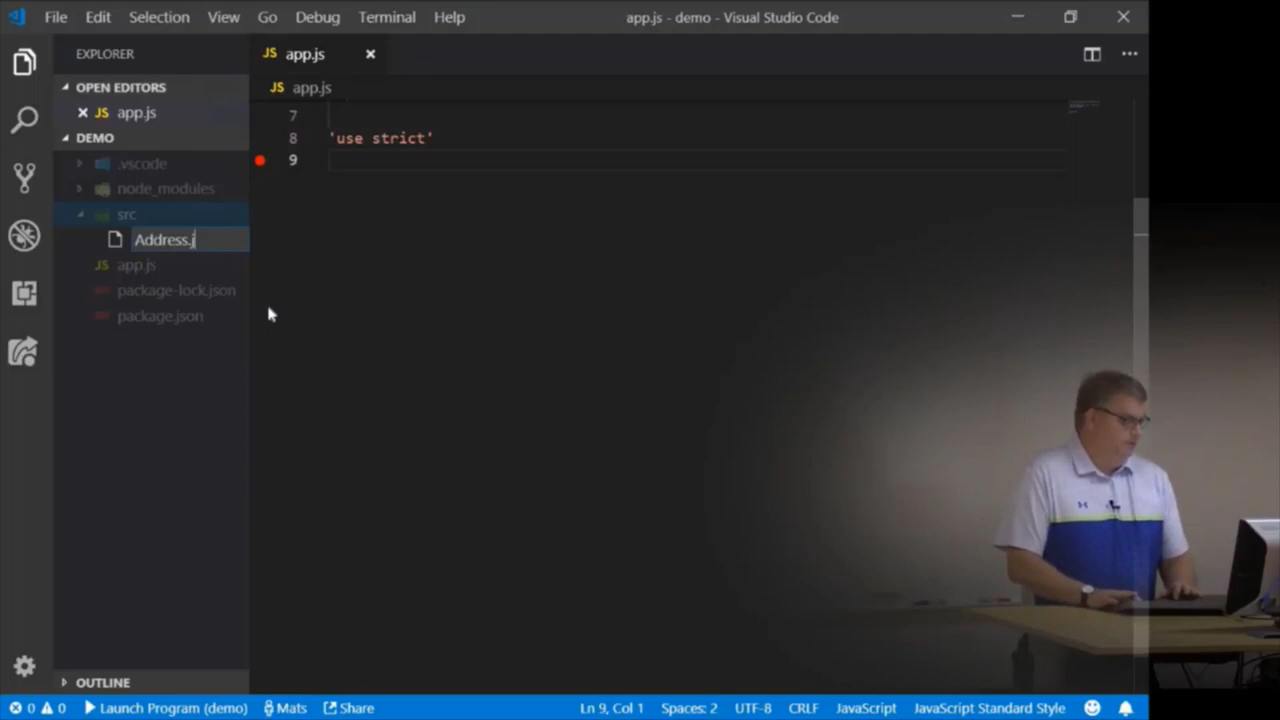 File Edit Selection View Go Debug Terminal Help app.js - demo - Visual Studio Code
EXPLORER
JS app.js
OPEN EDITORS
JS app.js
JS app.js
DEMO
7
8 'use strict'
9
.vscode
node_modules
src
Address.j
JS app.js
package-lock.json
package.json
OUTLINE
0 0 Launch Program (demo) Mats Share Ln 9, Col 1 Spaces: 2 UTF-8 CRLF JavaScript JavaScript Standard Style